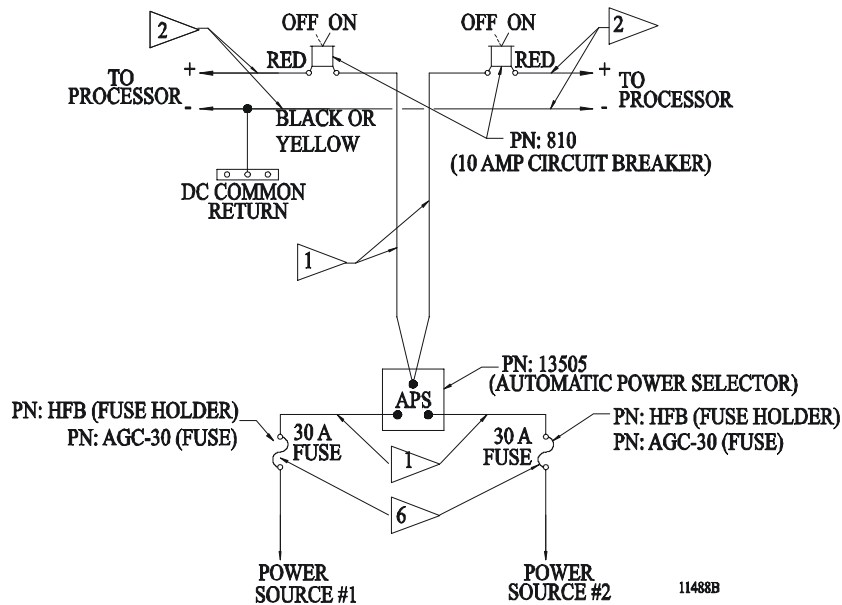 2
OFF ON
OFF ON
2
RED
RED
+
+
TO
PROCESSOR
TO
PROCESSOR
-
-
BLACK OR
YELLOW
PN: 810
(10 AMP CIRCUIT BREAKER)
DC COMMON
RETURN
1
PN: 13505
(AUTOMATIC POWER SELECTOR)
APS
PN: HFB (FUSE HOLDER)
PN: AGC-30 (FUSE)
30 A
FUSE
1
30 A
FUSE
PN: HFB (FUSE HOLDER)
PN: AGC-30 (FUSE)
6
POWER
SOURCE #1
POWER
SOURCE #2
11488B